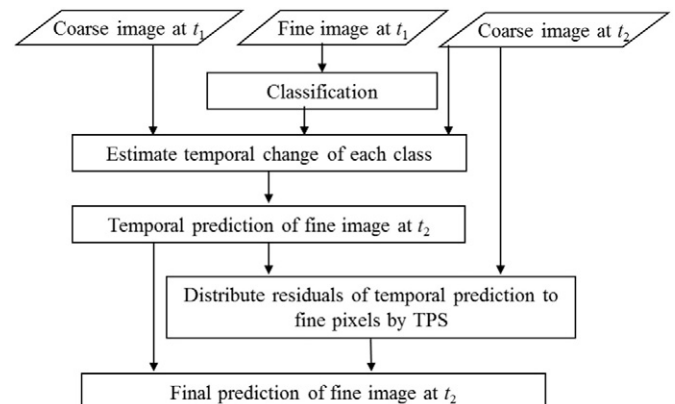 Coarse image at t₁
Fine image at t₁
Coarse image at t₂
Classification
Estimate temporal change of each class
Temporal prediction of fine image at t₂
Distribute residuals of temporal prediction to
fine pixels by TPS
Final prediction of fine image at t₂